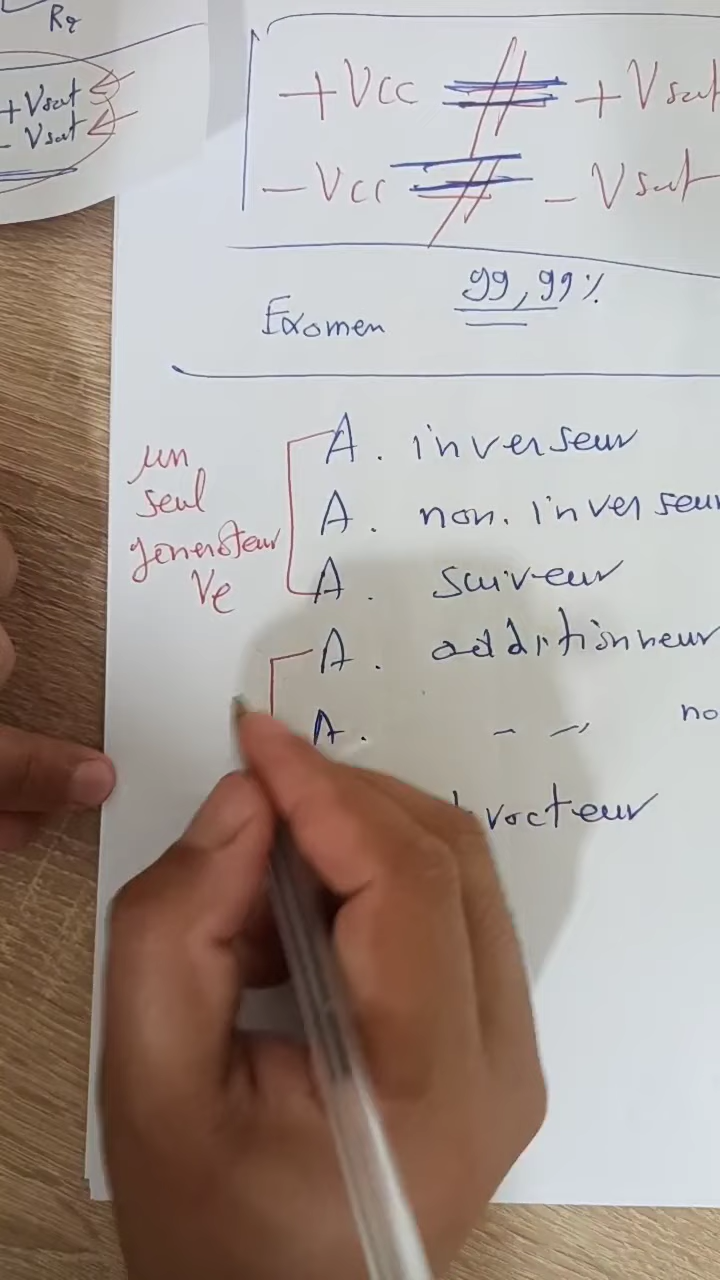 R₂
+Vsat
- Vsat
+Vcc ≠ +Vsat
-Vcc ≠ -Vsat
Examen 99,99%
un
seul
generateur
Ve
A. inverseur
A. non. inverseur
A. suiveur
A. additionneur
A. - -, no
tracteur